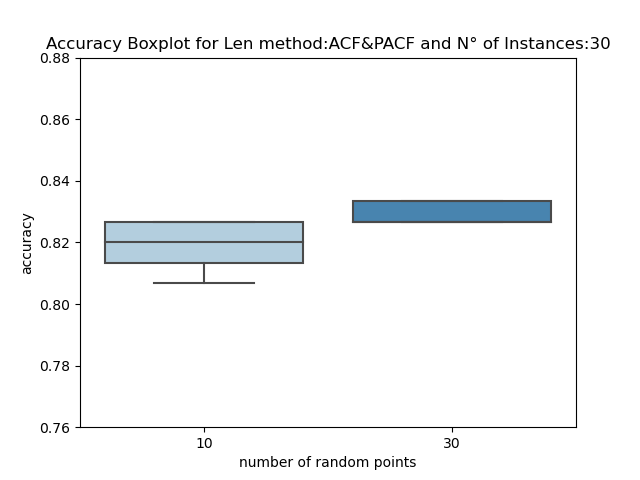 Accuracy Boxplot for Len method:ACF&PACF and N° of Instances:30
0.88
0.86
0.84
0.82
0.80
0.78
0.76
accuracy
10 30
number of random points